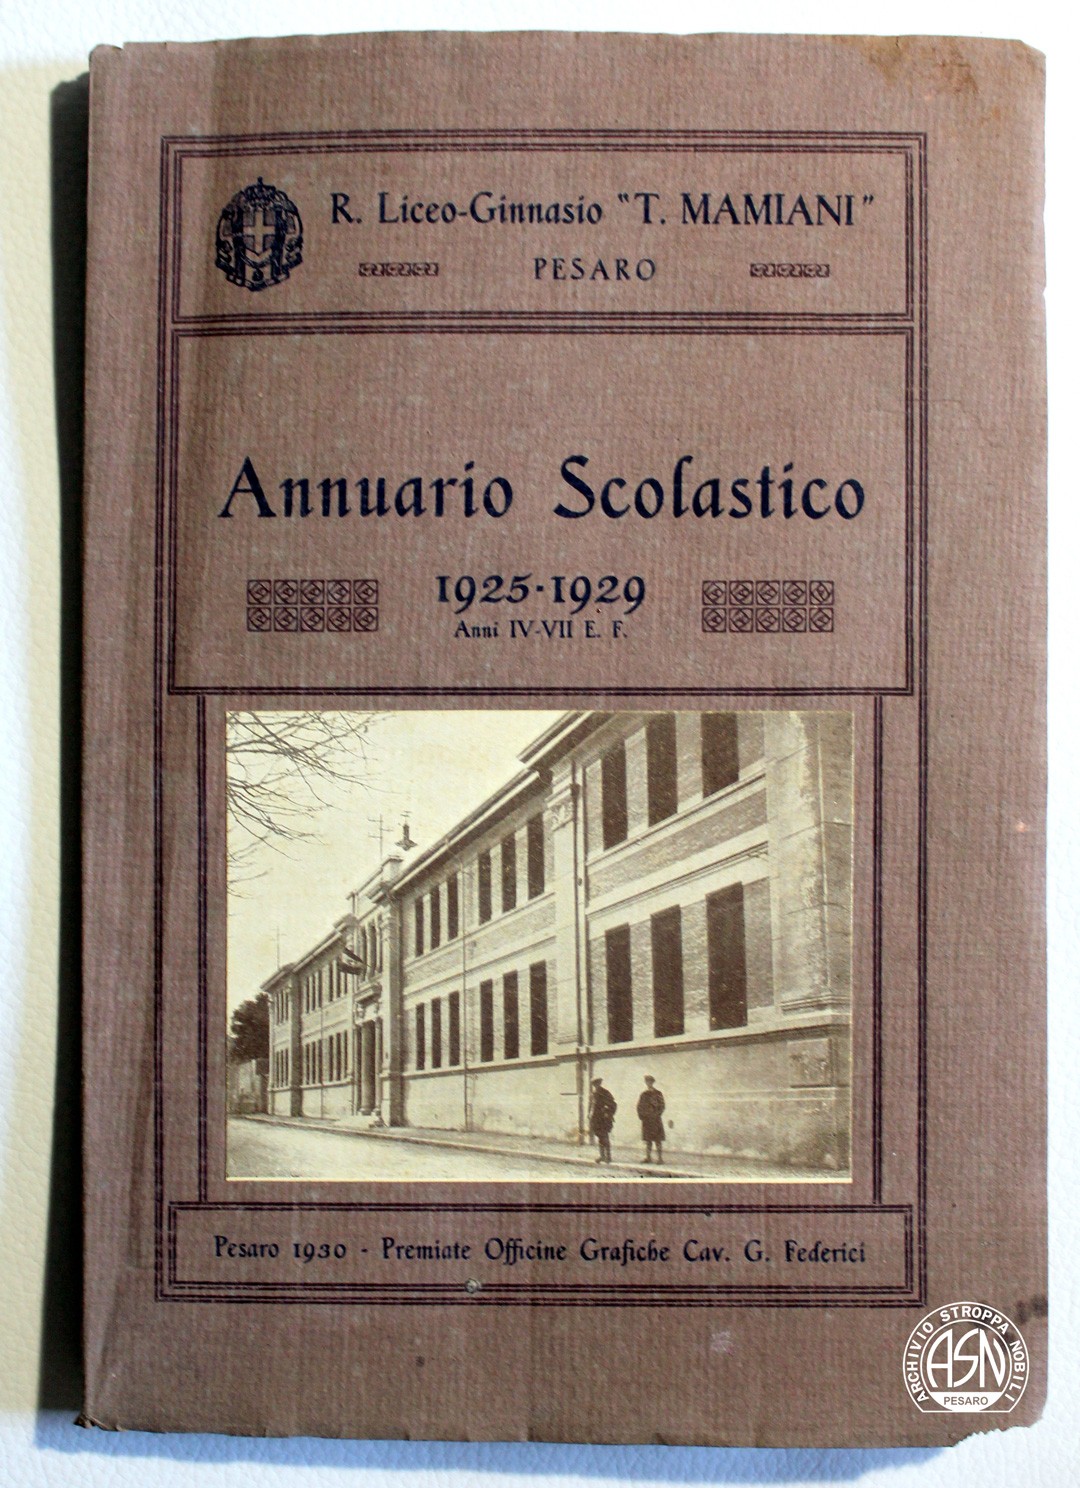 R. Liceo-Ginnasio "T. MAMIANI"
PESARO
Annuario Scolastico
1925-1929
Anni IV-VII E. F.
Pesaro 1930 - Premiate Officine Grafiche Cav. G. Federici
ARCHIVIO STROPPA NOBILI
ASN
PESARO